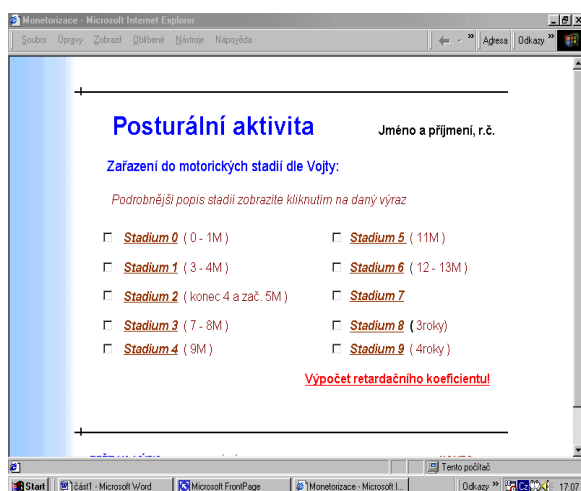 Monetorizace - Microsoft Internet Explorer
Soubor Úpravy Zobrazit Oblíbené Nástroje Nápověda
Adresa Odkazy
Posturální aktivita
Jméno a příjmení, r.č.
Zařazení do motorických stadií dle Vojty:
Podrobnější popis stadií zobrazíte kliknutím na daný výraz
Stadium 0 ( 0 - 1M )
Stadium 5 ( 11M )
Stadium 1 ( 3 - 4M )
Stadium 6 ( 12 - 13M )
Stadium 2 ( konec 4 a zač. 5M )
Stadium 7
Stadium 3 ( 7 - 8M )
Stadium 8 ( 3roky)
Stadium 4 ( 9M )
Stadium 9 ( 4roky )
Výpočet retardačního koeficientu!
Tento počítač
Start část1 - Microsoft Word Microsoft FrontPage Monetorizace - Microsoft I... Odkazy Cz 17:07